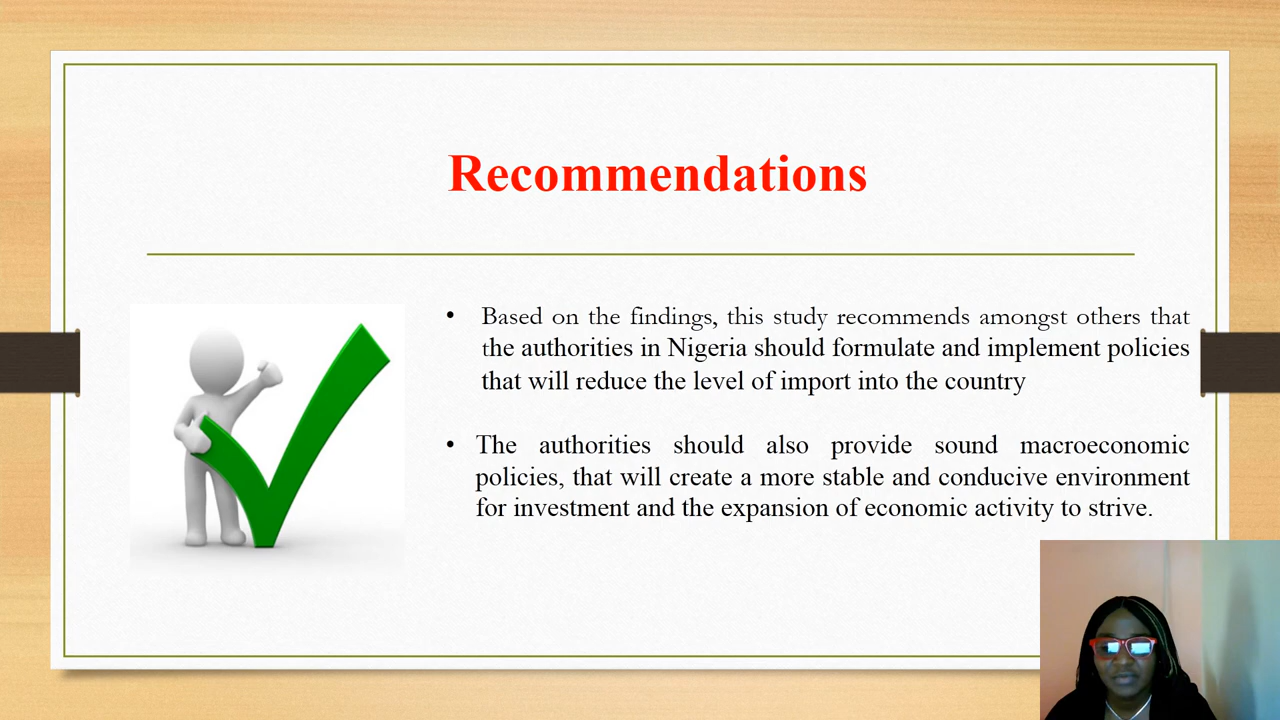 Recommendations
• Based on the findings, this study recommends amongst others that
the authorities in Nigeria should formulate and implement policies
that will reduce the level of import into the country
• The authorities should also provide sound macroeconomic
policies, that will create a more stable and conducive environment
for investment and the expansion of economic activity to strive.